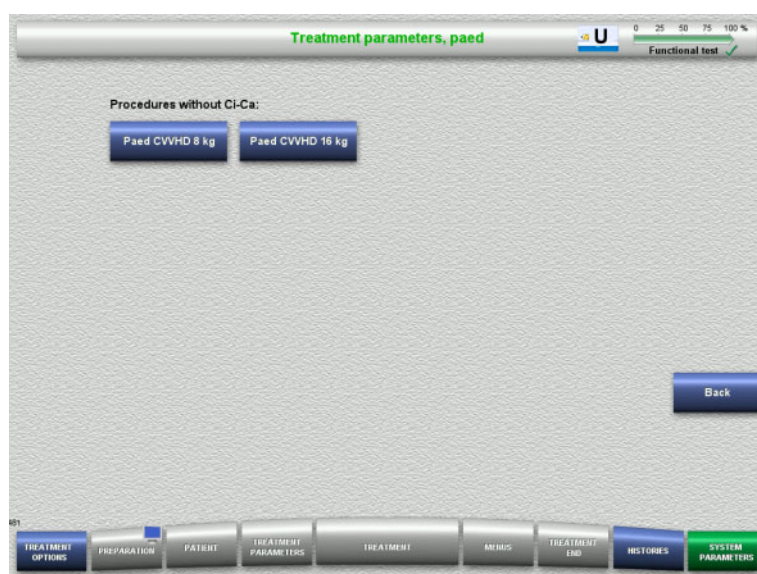 Treatment parameters, paed
U
0 25 50 75 100 %
Functional test
Procedures without Ci-Ca:
Paed CVVHD 8 kg
Paed CVVHD 16 kg
Back
461
TREATMENT
OPTIONS
PREPARATION
PATIENT
TREATMENT
PARAMETERS
TREATMENT
MENUS
TREATMENT
END
HISTORIES
SYSTEM
PARAMETERS